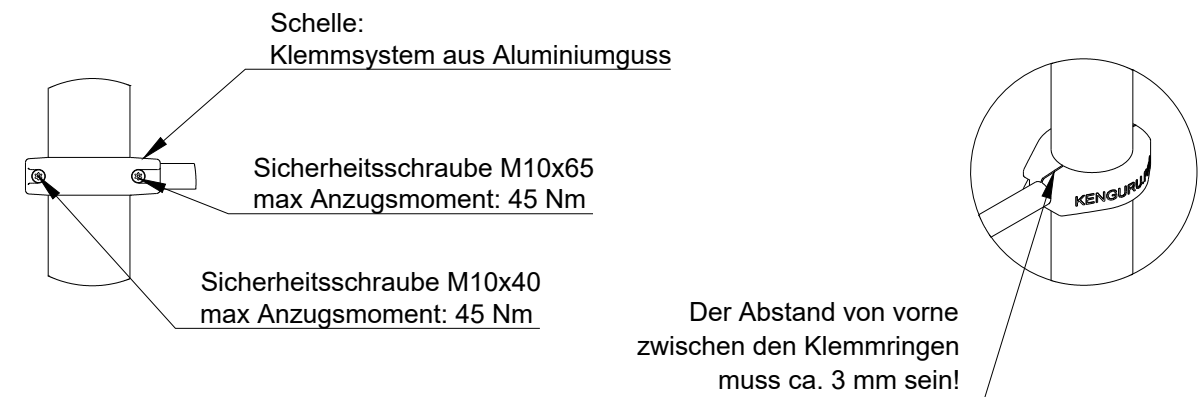 Schelle:
Klemmsystem aus Aluminiumguss
Sicherheitsschraube M10x65
max Anzugsmoment: 45 Nm
Sicherheitsschraube M10x40
max Anzugsmoment: 45 Nm
KENGURU
Der Abstand von vorne
zwischen den Klemmringen
muss ca. 3 mm sein!